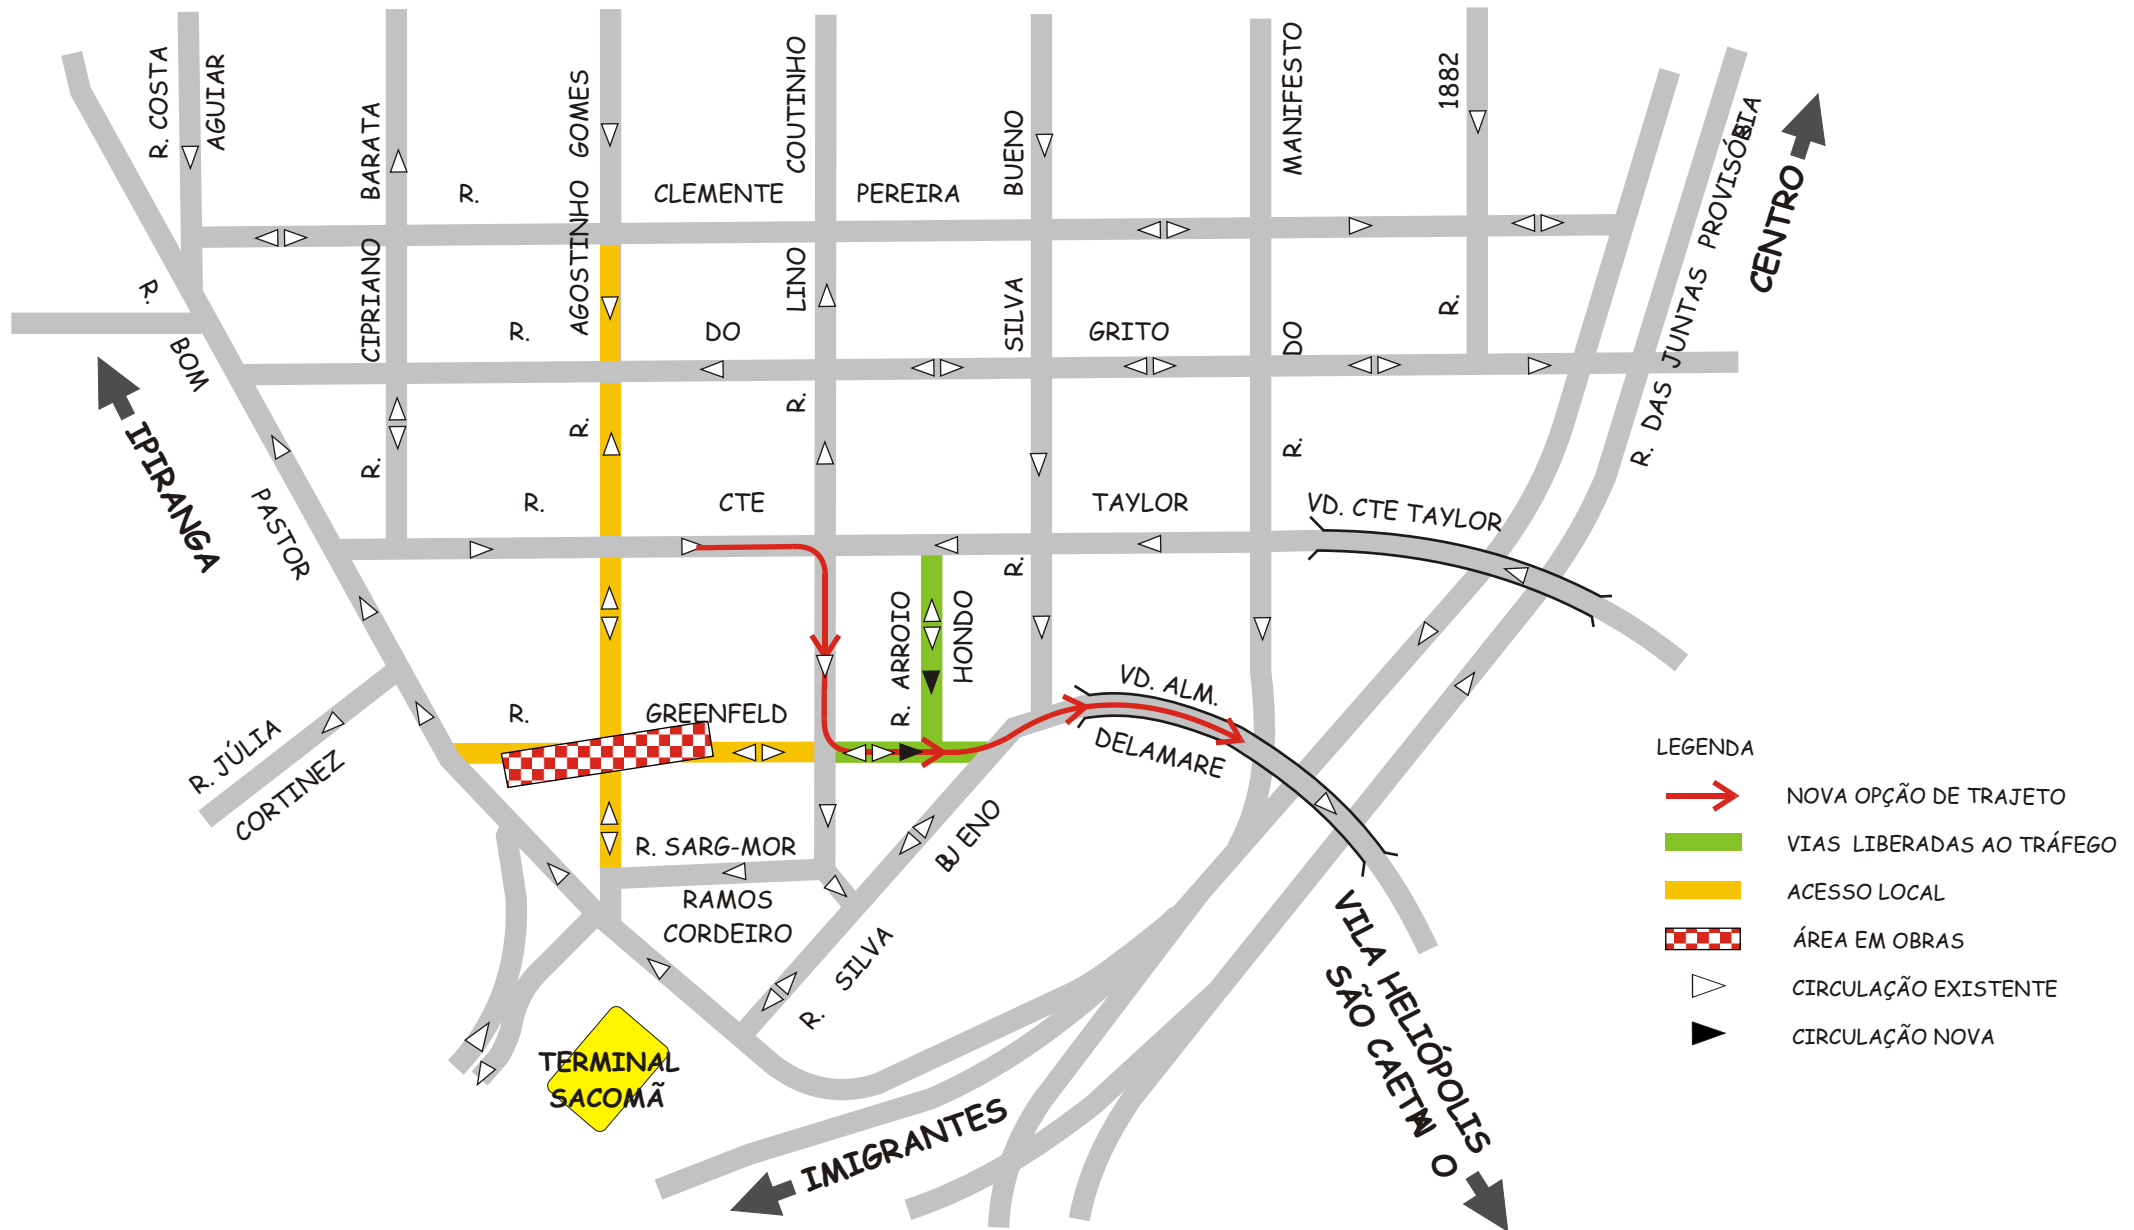 R. COSTA
AGUIAR
R. CIPRIANO BARATA
R. AGOSTINHO GOMES
R. LINO COUTINHO
R. SILVA BUENO
R. DO MANIFESTO
R. 1882
R. CLEMENTE PEREIRA
R. DO GRITO
R. CTE TAYLOR
VD. CTE TAYLOR
R. BOM PASTOR
IPIRANGA
CENTRO
R. DAS JUNTAS PROVISÓRIA
R. ARROIO
HONDO
R. GREENFELD
VD. ALM.
DELAMARE
R. JÚLIA
CORTINEZ
R. SARG-MOR
RAMOS
CORDEIRO
R. SILVA BUENO
TERMINAL
SACOMÃ
IMIGRANTES
VILA HELIÓPOLIS
SÃO CAETANO
LEGENDA
NOVA OPÇÃO DE TRAJETO
VIAS LIBERADAS AO TRÁFEGO
ACESSO LOCAL
ÁREA EM OBRAS
CIRCULAÇÃO EXISTENTE
CIRCULAÇÃO NOVA